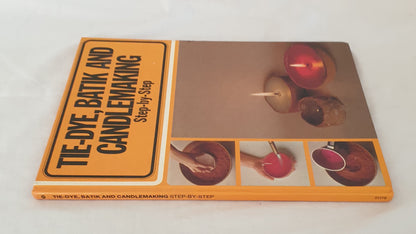 TIE-DYE, BATIK AND
CANDLEMAKING
Step-by-Step
TIE-DYE, BATIK AND CANDLEMAKING STEP-BY-STEP